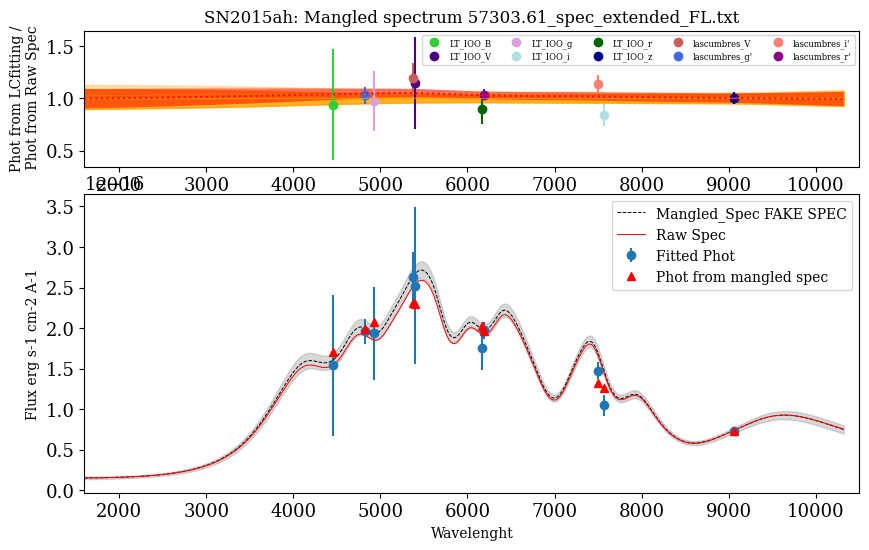 SN2015ah: Mangled spectrum 57303.61_spec_extended_FL.txt
Phot from LCfitting /
Phot from Raw Spec
1.5
1.0
0.5
LT_IOO_B
LT_IOO_V
LT_IOO_g
LT_IOO_i
LT_IOO_r
LT_IOO_z
lascumbres_V
lascumbres_g'
lascumbres_i'
lascumbres_r'
2000 3000 4000 5000 6000 7000 8000 9000 10000
1e−16
Flux erg s-1 cm-2 A-1
3.5
3.0
2.5
2.0
1.5
1.0
0.5
0.0
Mangled_Spec FAKE SPEC
Raw Spec
Fitted Phot
Phot from mangled spec
2000 3000 4000 5000 6000 7000 8000 9000 10000
Wavelenght